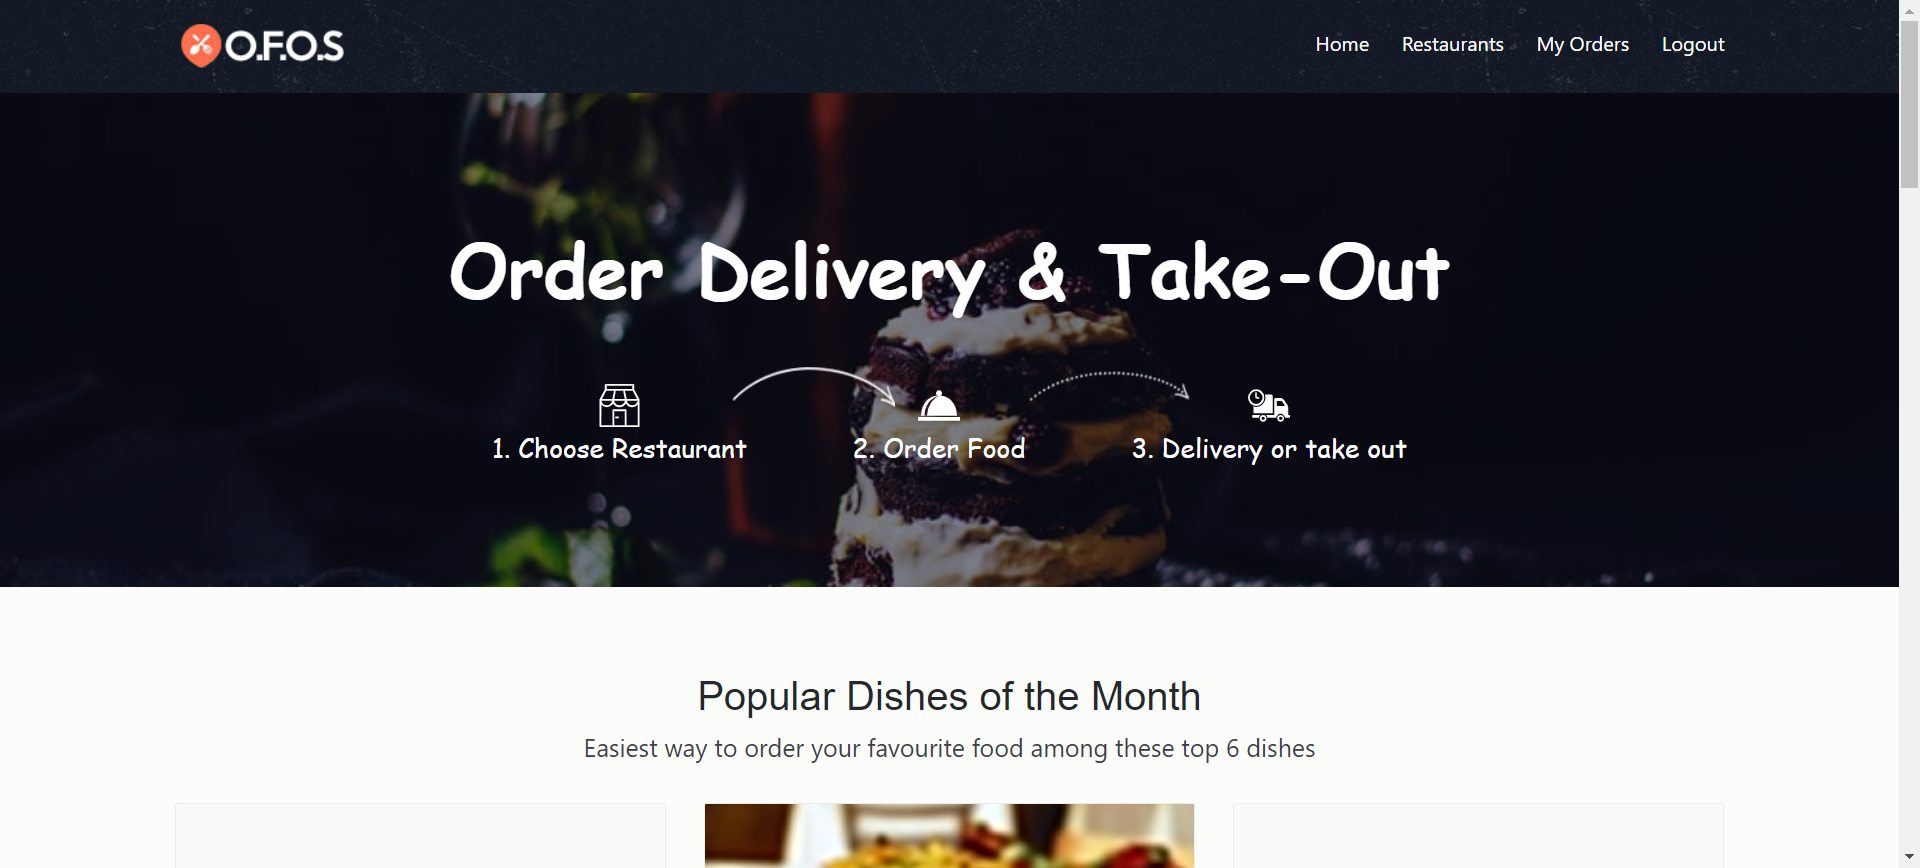 O.F.O.S
Home Restaurants My Orders Logout
Order Delivery & Take-Out
1. Choose Restaurant
2. Order Food
3. Delivery or take out
Popular Dishes of the Month
Easiest way to order your favourite food among these top 6 dishes